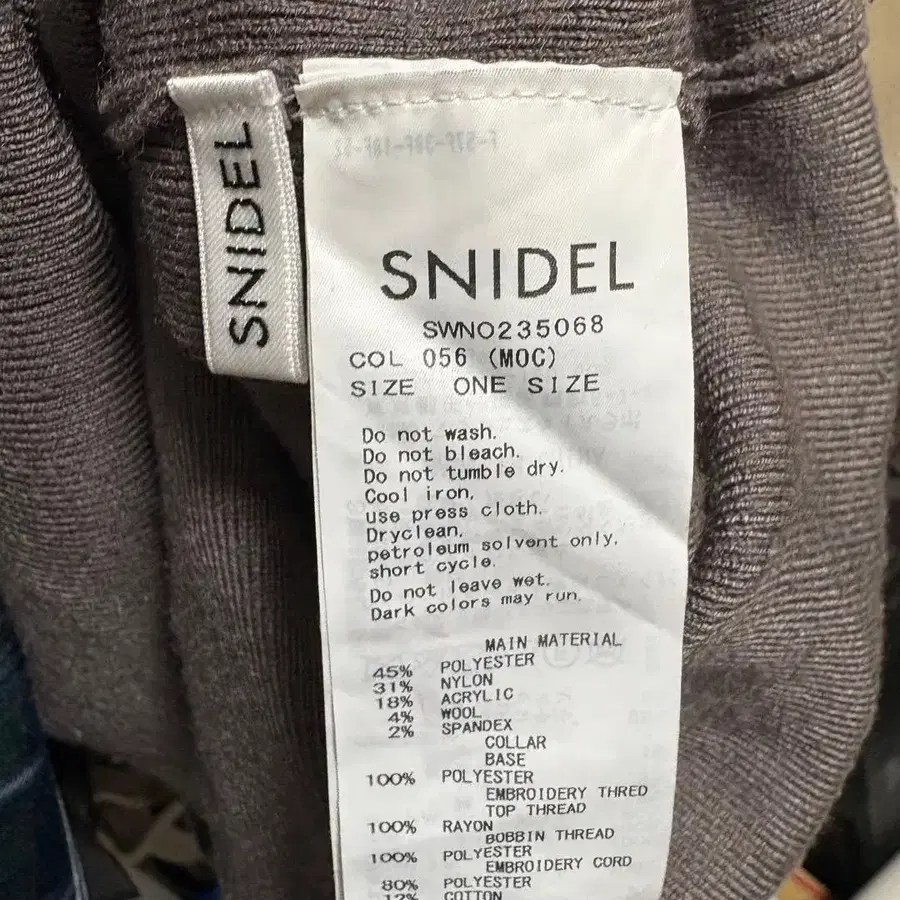 SNIDEL
SNIDEL
SWNO235068
COL 056 (MOC)
SIZE ONE SIZE
Do not wash.
Do not bleach.
Do not tumble dry.
Cool iron,
use press cloth.
Dryclean,
petroleum solvent only,
short cycle.
Do not leave wet.
Dark colors may run.
MAIN MATERIAL
45% POLYESTER
31% NYLON
18% ACRYLIC
4% WOOL
2% SPANDEX
COLLAR
BASE
100% POLYESTER
EMBROIDERY THRED
TOP THREAD
100% RAYON
BOBBIN THREAD
100% POLYESTER
EMBROIDERY CORD
80% POLYESTER
12% COTTON